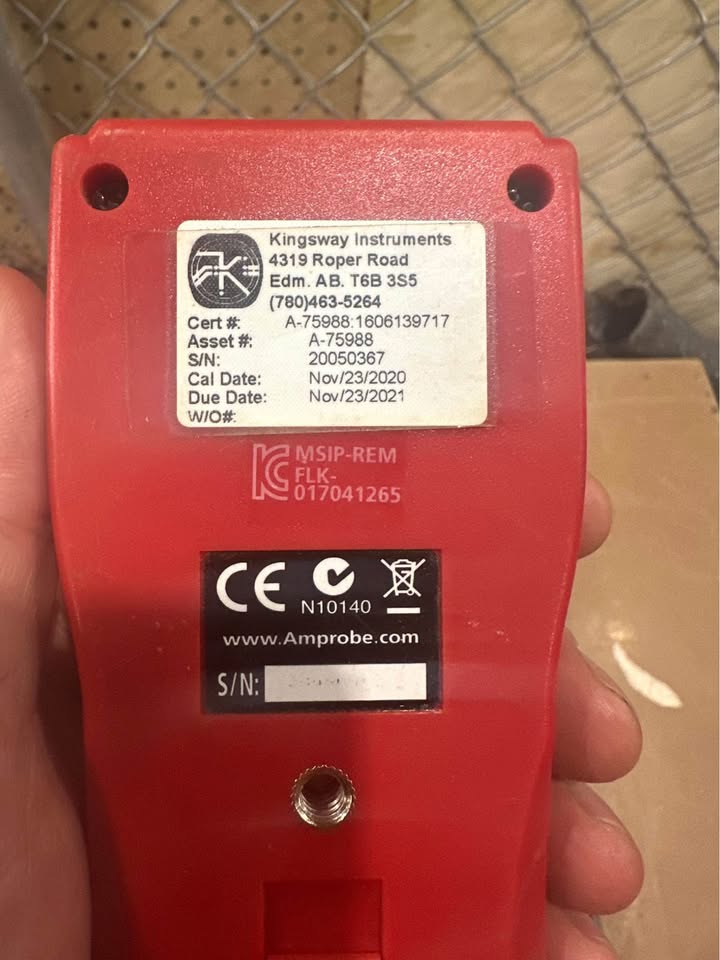 Kingsway Instruments
4319 Roper Road
Edm. AB. T6B 3S5
(780)463-5264
Cert #: A-75988:1606139717
Asset #: A-75988
S/N: 20050367
Cal Date: Nov/23/2020
Due Date: Nov/23/2021
W/O#:
MSIP-REM
FLK-
017041265
CE
N10140
www.Amprobe.com
S/N: